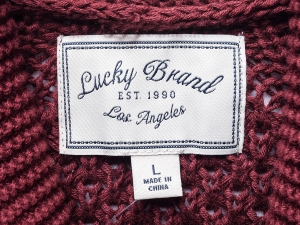 Lucky Brand
EST. 1990
Los Angeles
L
MADE IN
CHINA